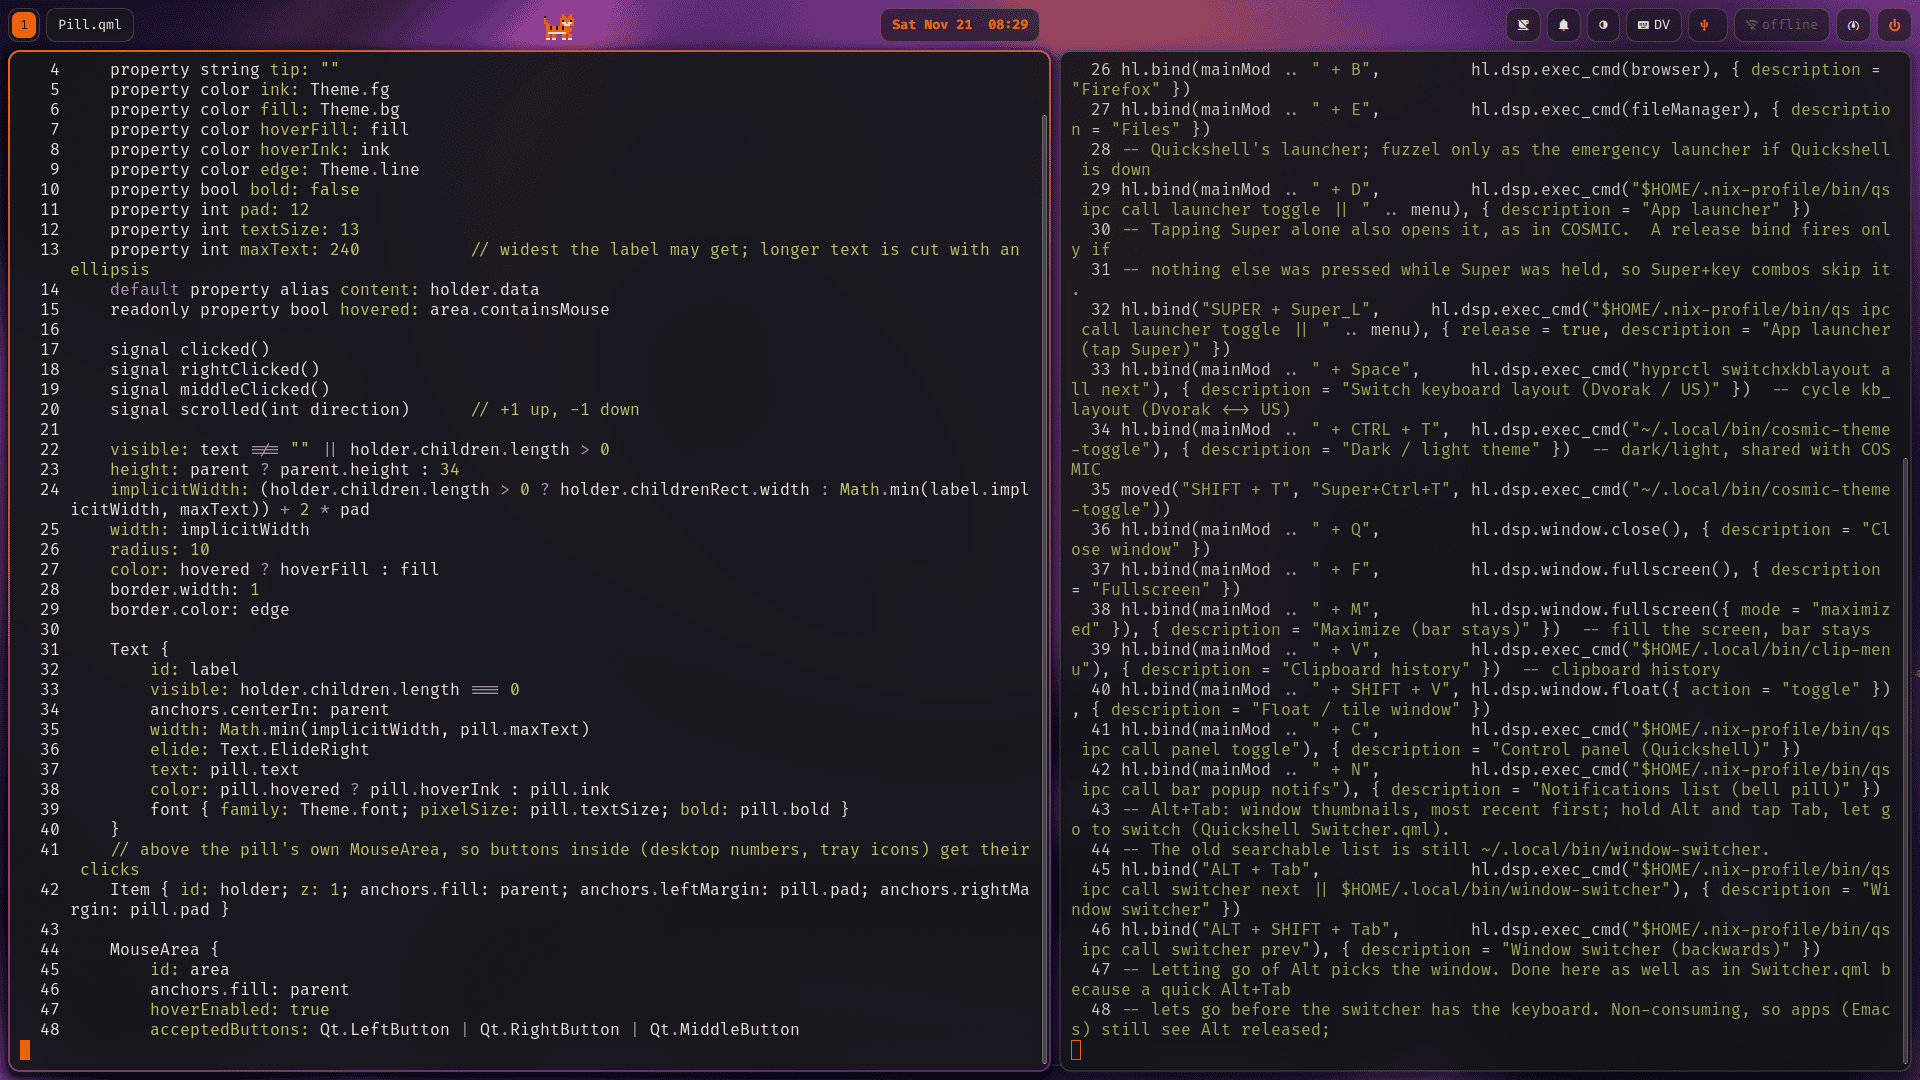 1
Pill.qml
Sat Nov 21  08:29
DV
offline
4     property string tip: ""
5     property color ink: Theme.fg
6     property color fill: Theme.bg
7     property color hoverFill: fill
8     property color hoverInk: ink
9     property color edge: Theme.line
10     property bool bold: false
11     property int pad: 12
12     property int textSize: 13
13     property int maxText: 240           // widest the label may get; longer text is cut with an
ellipsis
14     default property alias content: holder.data
15     readonly property bool hovered: area.containsMouse
16
17     signal clicked()
18     signal rightClicked()
19     signal middleClicked()
20     signal scrolled(int direction)      // +1 up, -1 down
21
22     visible: text !== "" || holder.children.length > 0
23     height: parent ? parent.height : 34
24     implicitWidth: (holder.children.length > 0 ? holder.childrenRect.width : Math.min(label.impl
icitWidth, maxText)) + 2 * pad
25     width: implicitWidth
26     radius: 10
27     color: hovered ? hoverFill : fill
28     border.width: 1
29     border.color: edge
30
31     Text {
32         id: label
33         visible: holder.children.length === 0
34         anchors.centerIn: parent
35         width: Math.min(implicitWidth, pill.maxText)
36         elide: Text.ElideRight
37         text: pill.text
38         color: pill.hovered ? pill.hoverInk : pill.ink
39         font { family: Theme.font; pixelSize: pill.textSize; bold: pill.bold }
40     }
41     // above the pill's own MouseArea, so buttons inside (desktop numbers, tray icons) get their
 clicks
42     Item { id: holder; z: 1; anchors.fill: parent; anchors.leftMargin: pill.pad; anchors.rightMa
rgin: pill.pad }
43
44     MouseArea {
45         id: area
46         anchors.fill: parent
47         hoverEnabled: true
48         acceptedButtons: Qt.LeftButton | Qt.RightButton | Qt.MiddleButton
26 hl.bind(mainMod .. " + B",         hl.dsp.exec_cmd(browser), { description =
"Firefox" })
27 hl.bind(mainMod .. " + E",         hl.dsp.exec_cmd(fileManager), { descriptio
n = "Files" })
28 -- Quickshell's launcher; fuzzel only as the emergency launcher if Quickshell
 is down
29 hl.bind(mainMod .. " + D",         hl.dsp.exec_cmd("$HOME/.nix-profile/bin/qs
 ipc call launcher toggle || " .. menu), { description = "App launcher" })
30 -- Tapping Super alone also opens it, as in COSMIC.  A release bind fires onl
y if
31 -- nothing else was pressed while Super was held, so Super+key combos skip it
.
32 hl.bind("SUPER + Super_L",     hl.dsp.exec_cmd("$HOME/.nix-profile/bin/qs ipc
 call launcher toggle || " .. menu), { release = true, description = "App launcher
 (tap Super)" })
33 hl.bind(mainMod .. " + Space",     hl.dsp.exec_cmd("hyprctl switchxkblayout a
ll next"), { description = "Switch keyboard layout (Dvorak / US)" })  -- cycle kb_
layout (Dvorak <-> US)
34 hl.bind(mainMod .. " + CTRL + T",  hl.dsp.exec_cmd("~/.local/bin/cosmic-theme
-toggle"), { description = "Dark / light theme" })  -- dark/light, shared with COS
MIC
35 moved("SHIFT + T", "Super+Ctrl+T", hl.dsp.exec_cmd("~/.local/bin/cosmic-theme
-toggle"))
36 hl.bind(mainMod .. " + Q",         hl.dsp.window.close(), { description = "Cl
ose window" })
37 hl.bind(mainMod .. " + F",         hl.dsp.window.fullscreen(), { description
= "Fullscreen" })
38 hl.bind(mainMod .. " + M",         hl.dsp.window.fullscreen({ mode = "maximiz
ed" }), { description = "Maximize (bar stays)" })  -- fill the screen, bar stays
39 hl.bind(mainMod .. " + V",         hl.dsp.exec_cmd("$HOME/.local/bin/clip-men
u"), { description = "Clipboard history" })  -- clipboard history
40 hl.bind(mainMod .. " + SHIFT + V", hl.dsp.window.float({ action = "toggle" })
, { description = "Float / tile window" })
41 hl.bind(mainMod .. " + C",         hl.dsp.exec_cmd("$HOME/.nix-profile/bin/qs
 ipc call panel toggle"), { description = "Control panel (Quickshell)" })
42 hl.bind(mainMod .. " + N",         hl.dsp.exec_cmd("$HOME/.nix-profile/bin/qs
 ipc call bar popup notifs"), { description = "Notifications list (bell pill)" })
43 -- Alt+Tab: window thumbnails, most recent first; hold Alt and tap Tab, let g
o to switch (Quickshell Switcher.qml).
44 -- The old searchable list is still ~/.local/bin/window-switcher.
45 hl.bind("ALT + Tab",               hl.dsp.exec_cmd("$HOME/.nix-profile/bin/qs
 ipc call switcher next || $HOME/.local/bin/window-switcher"), { description = "Wi
ndow switcher" })
46 hl.bind("ALT + SHIFT + Tab",       hl.dsp.exec_cmd("$HOME/.nix-profile/bin/qs
 ipc call switcher prev"), { description = "Window switcher (backwards)" })
47 -- Letting go of Alt picks the window. Done here as well as in Switcher.qml b
ecause a quick Alt+Tab
48 -- lets go before the switcher has the keyboard. Non-consuming, so apps (Emac
s) still see Alt released;